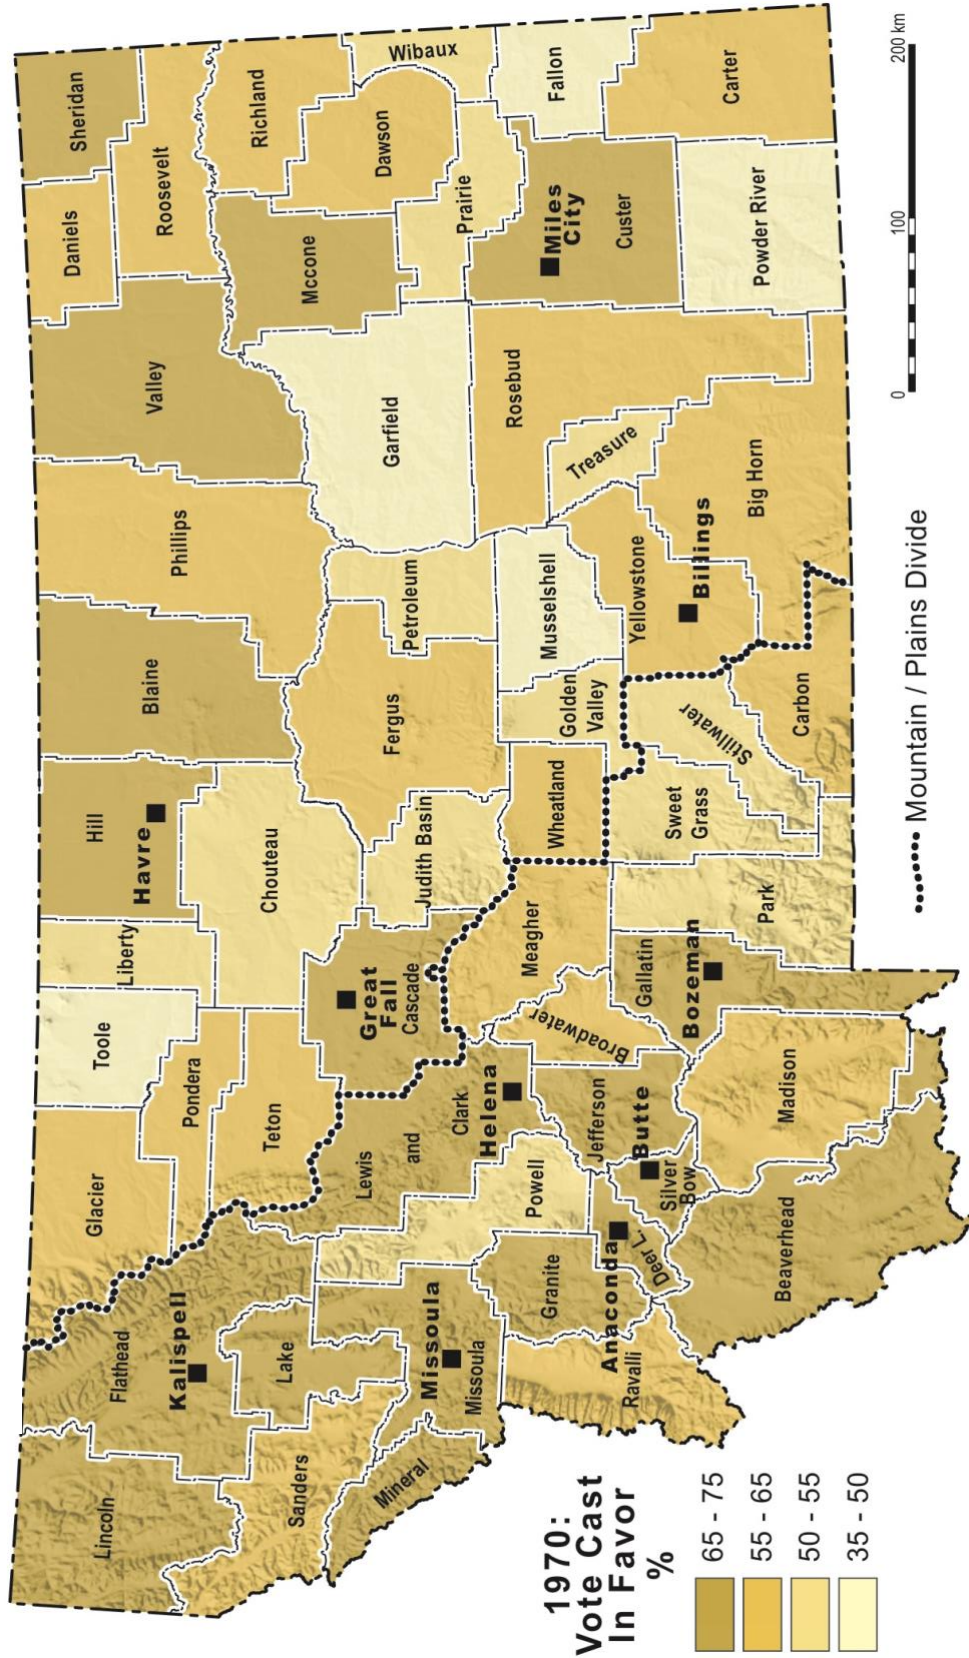 Lincoln
Flathead
Kalispell
Lake
Sanders
Mineral
Missoula
Missoula
Ravalli
Granite
Anaconda
Deer L.
Powell
Glacier
Toole
Liberty
Pondera
Teton
Lewis
and
Clark
Helena
Great
Fall
Cascade
Hill
Havre
Chouteau
Blaine
Phillips
Valley
Daniels
Sheridan
Roosevelt
Richland
Mccone
Dawson
Wibaux
Prairie
Garfield
Petroleum
Fergus
Judith Basin
Meagher
Wheatland
Golden
Valley
Musselshell
Rosebud
Treasure
Miles
City
Custer
Fallon
Carter
Powder River
Big Horn
Yellowstone
Billings
Carbon
Stillwater
Sweet
Grass
Park
Gallatin
Bozeman
Broadwater
Jefferson
Butte
Silver
Bow
Madison
Beaverhead
1970:
Vote Cast
In Favor
%
65 - 75
55 - 65
50 - 55
35 - 50
Mountain / Plains Divide
0 100 200 km